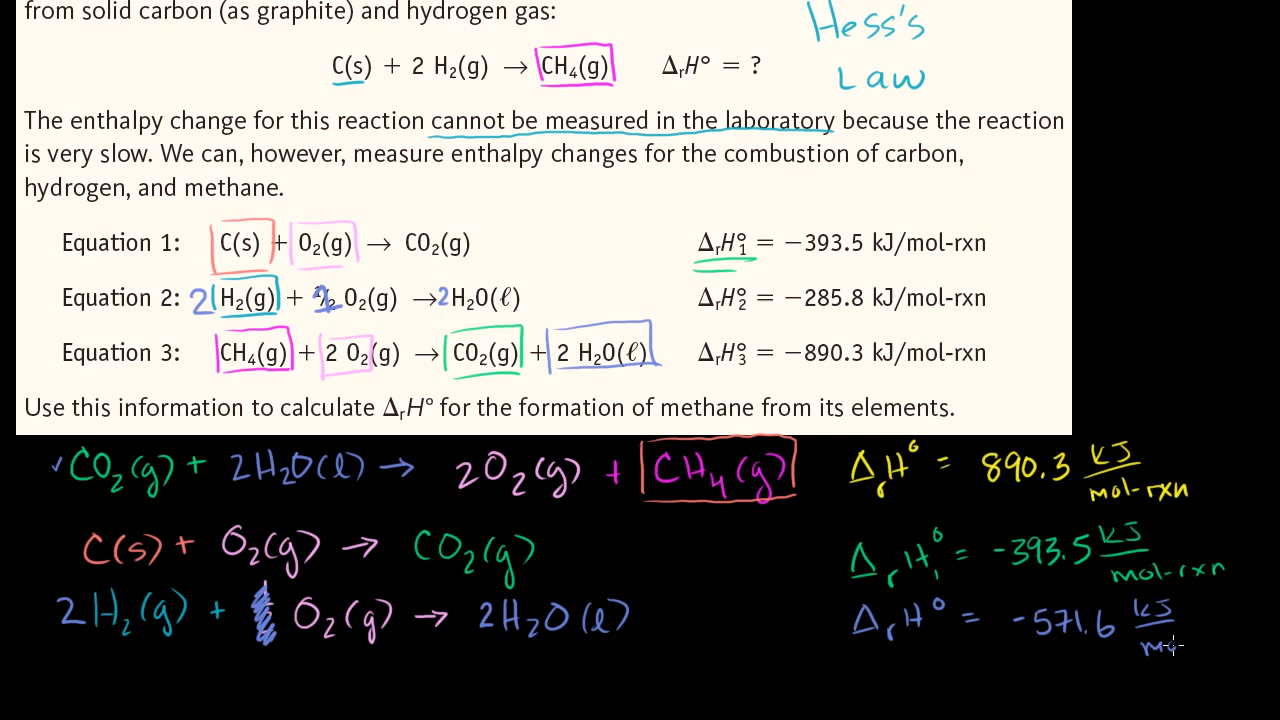 from solid carbon (as graphite) and hydrogen gas:
Hess's
Law
C(s) + 2 H₂(g) → CH₄(g) ΔᵣH° = ?
The enthalpy change for this reaction cannot be measured in the laboratory because the reaction
is very slow. We can, however, measure enthalpy changes for the combustion of carbon,
hydrogen, and methane.
Equation 1: C(s) + O₂(g) → CO₂(g) ΔᵣH°₁ = −393.5 kJ/mol-rxn
Equation 2: 2 H₂(g) + 1 O₂(g) → 2 H₂O(ℓ) ΔᵣH°₂ = −285.8 kJ/mol-rxn
Equation 3: CH₄(g) + 2 O₂(g) → CO₂(g) + 2 H₂O(ℓ) ΔᵣH°₃ = −890.3 kJ/mol-rxn
Use this information to calculate ΔᵣH° for the formation of methane from its elements.
CO₂(g) + 2H₂O(l) → 2O₂(g) + CH₄(g) ΔᵣH° = 890.3 kJ/mol-rxn
C(s) + O₂(g) → CO₂(g) ΔᵣH°₁ = -393.5 kJ/mol-rxn
2H₂(g) + O₂(g) → 2H₂O(l) ΔᵣH° = -571.6 kJ/mo